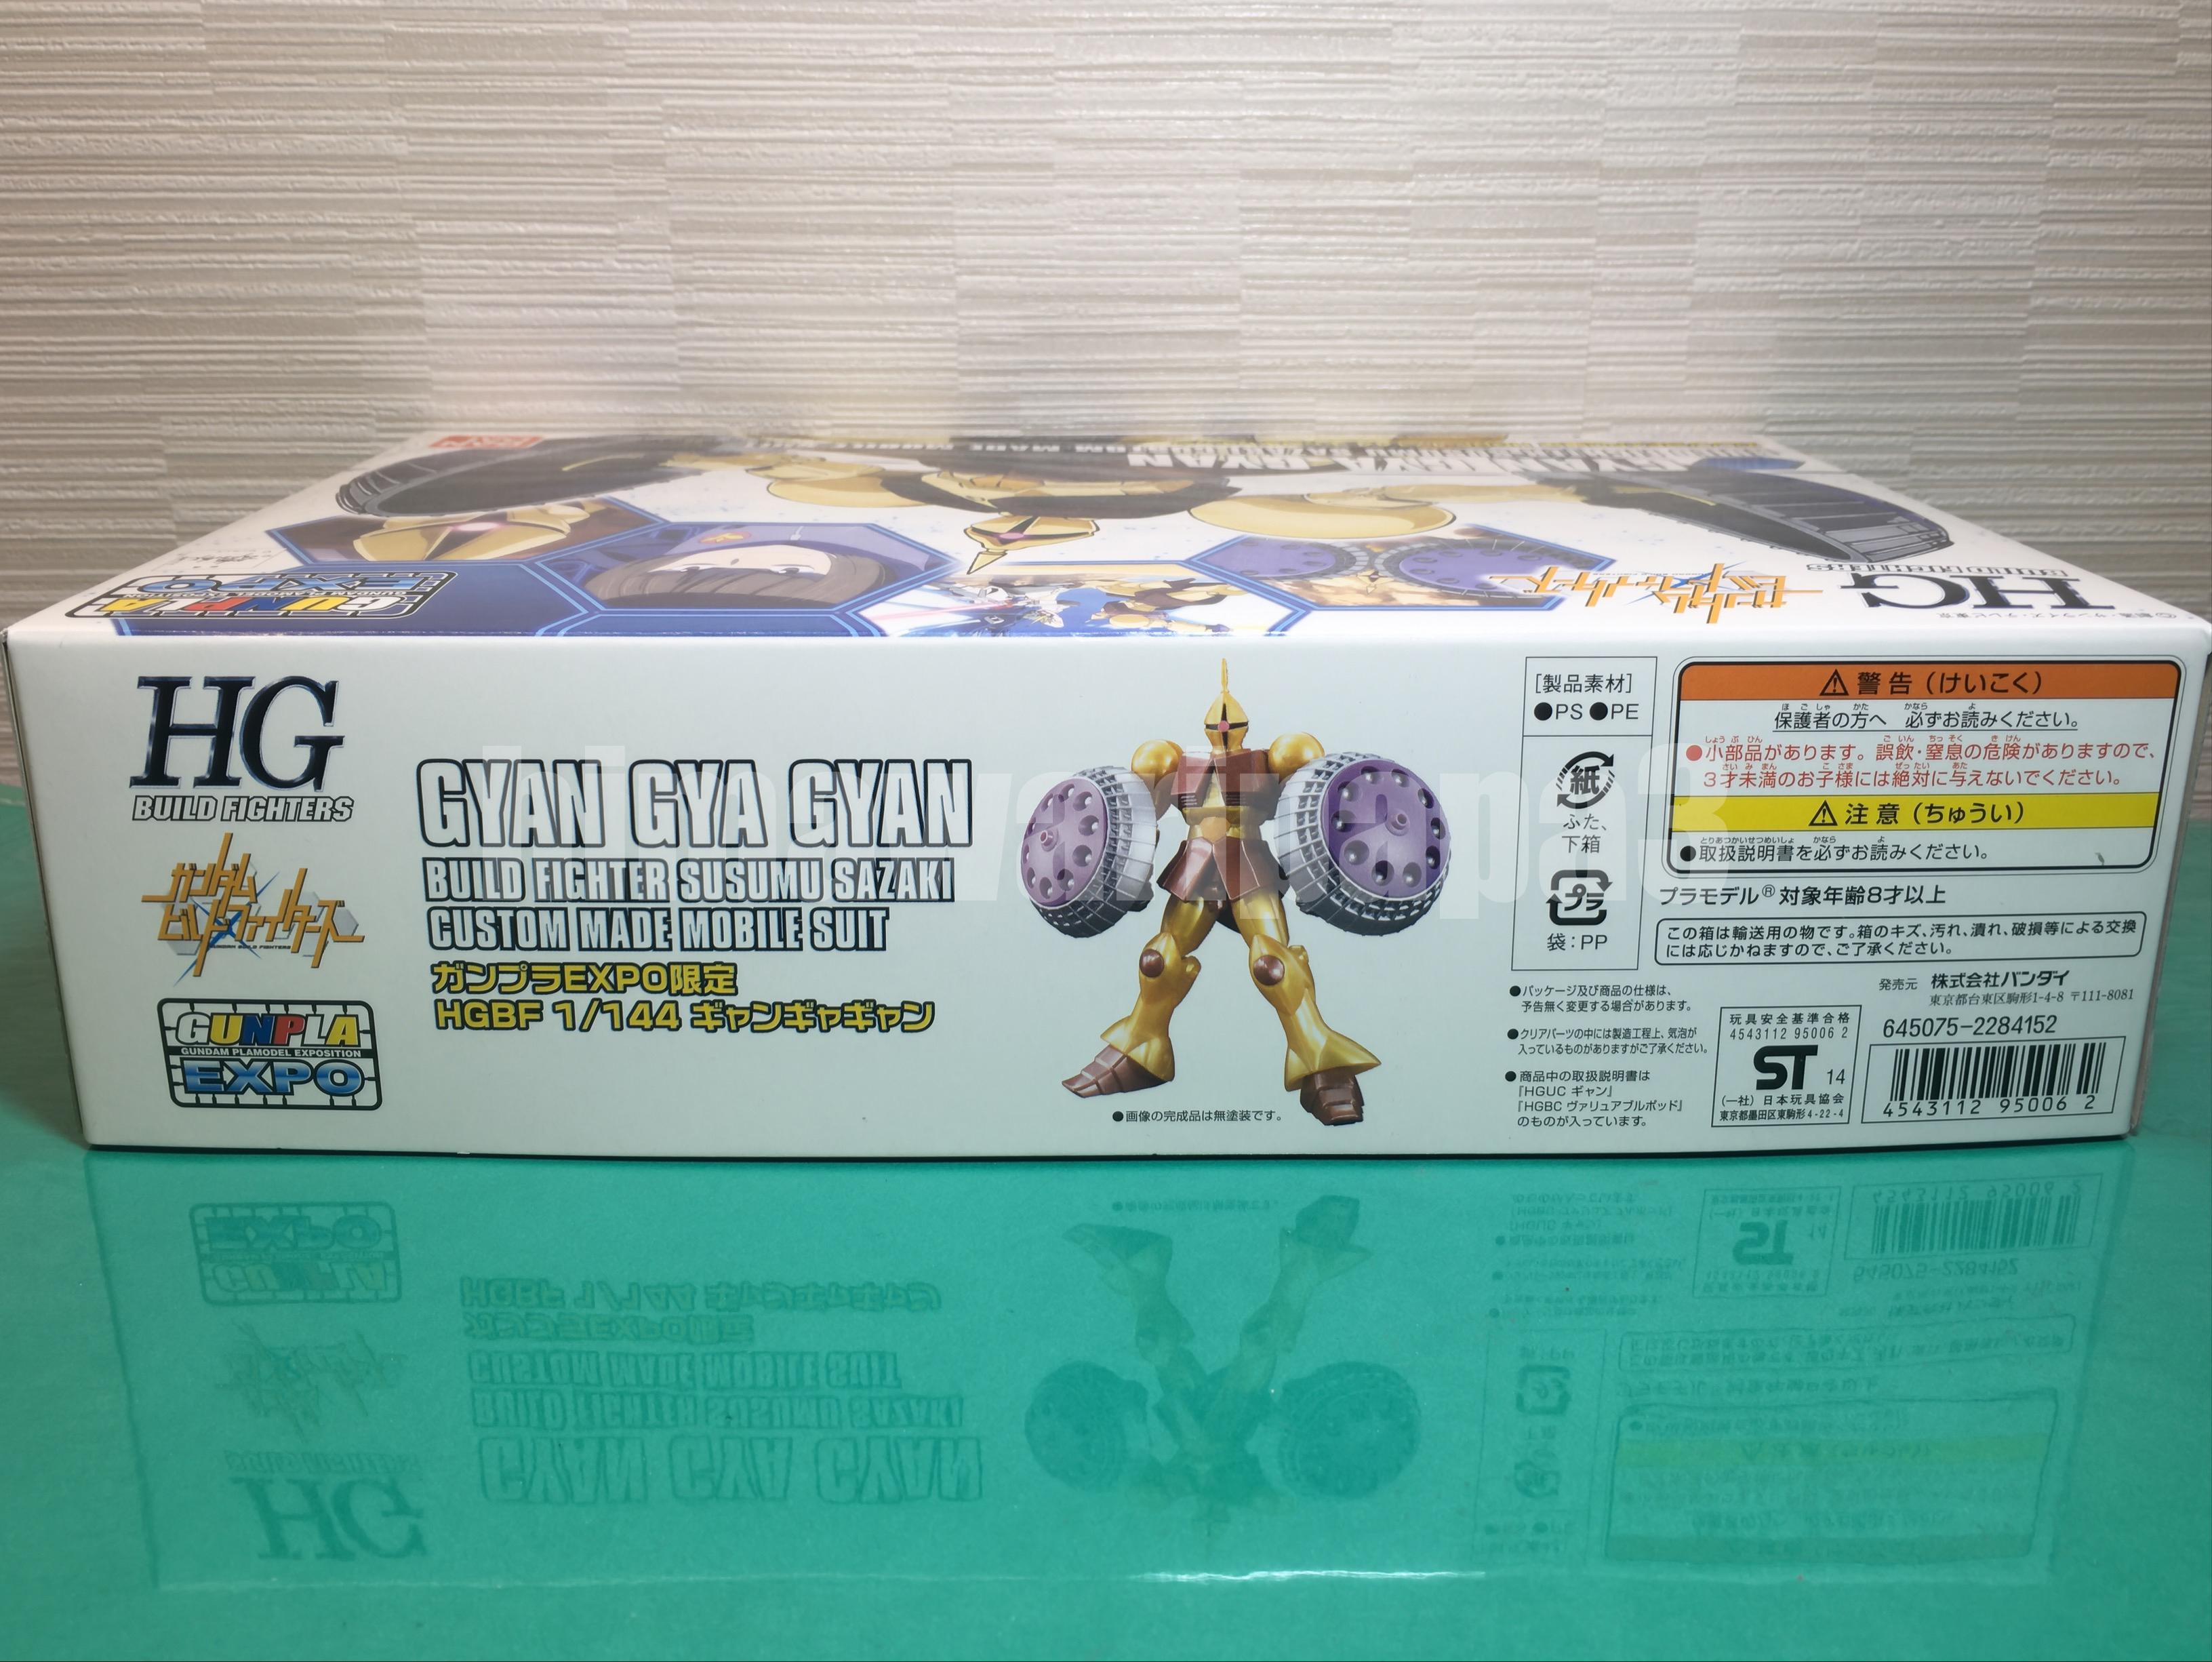 HG
BUILD FIGHTERS
ガンダム
ビルドファイターズ
GUNDAM BUILD FIGHTERS
GUNPLA
GUNDAM PLAMODEL EXPOSITION
EXPO
GYAN GYA GYAN
BUILD FIGHTER SUSUMU SAZAKI
CUSTOM MADE MOBILE SUIT
ガンプラEXPO限定
HGBF 1/144 ギャンギャギャン
●画像の完成品は無塗装です。
himawaripapa3
[製品素材]
●PS ●PE
紙
ふた、
下箱
プラ
袋:PP
●パッケージ及び商品の仕様は、
予告無く変更する場合があります。
●クリアパーツの中には製造工程上、気泡が
入っているものがありますがご了承ください。
●商品中の取扱説明書は
『HGUC ギャン』
『HGBC ヴァリュアブルポッド』
のものが入っています。
⚠警告(けいこく)
保護者の方へ 必ずお読みください。
●小部品があります。誤飲・窒息の危険がありますので、
3才未満のお子様には絶対に与えないでください。
⚠注意(ちゅうい)
●取扱説明書を必ずお読みください。
プラモデル®対象年齢8才以上
この箱は輸送用の物です。箱のキズ、汚れ、潰れ、破損等による交換
には応じかねますので、ご了承ください。
発売元 株式会社バンダイ
東京都台東区駒形1-4-8 〒111-8081
玩具安全基準合格
4543112 95006 2
ST 14
(一社)日本玩具協会
東京都墨田区東駒形4-22-4
645075-2284152
4543112 95006 2